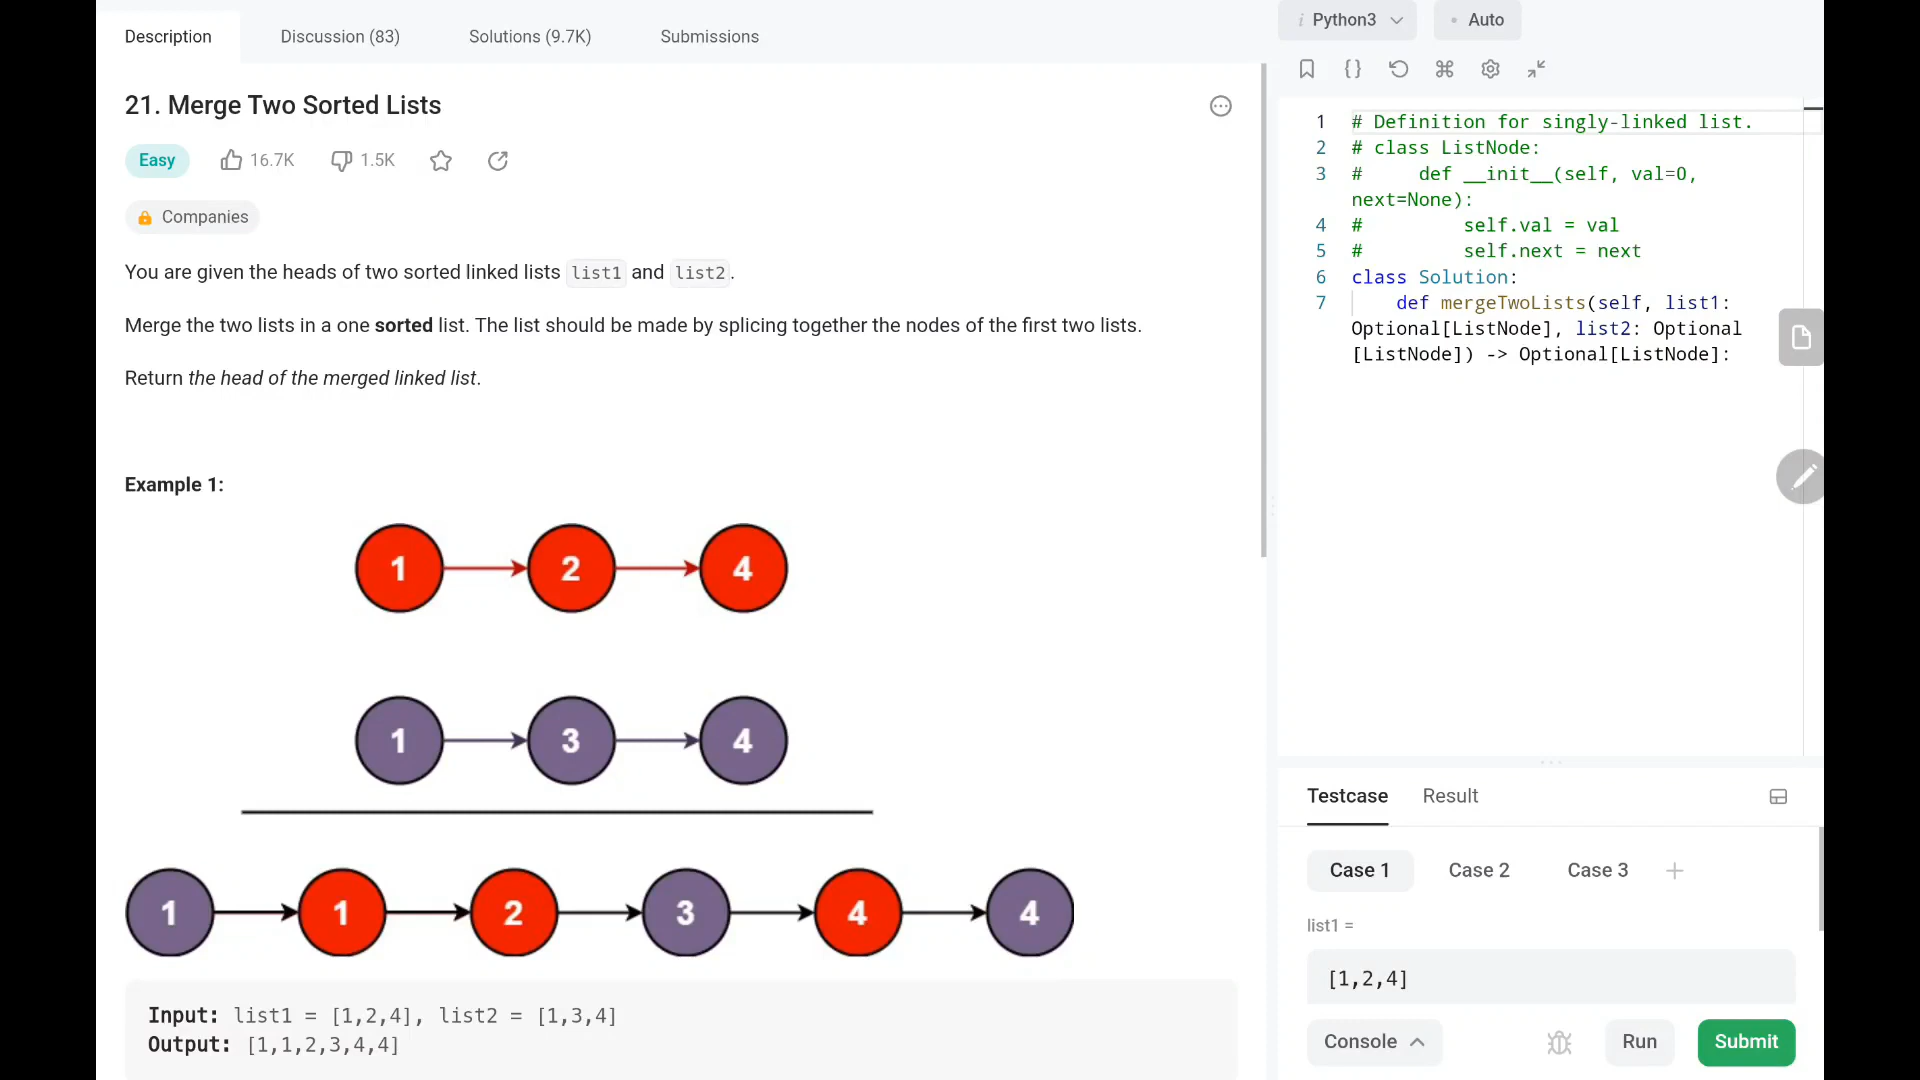 Description
Discussion (83)
Solutions (9.7K)
Submissions
21. Merge Two Sorted Lists
Easy
16.7K
1.5K
Companies
You are given the heads of two sorted linked lists list1 and list2.
Merge the two lists in a one sorted list. The list should be made by splicing together the nodes of the first two lists.
Return the head of the merged linked list.
Example 1:
1 2 4
1 3 4
1 1 2 3 4 4
Input: list1 = [1,2,4], list2 = [1,3,4]
Output: [1,1,2,3,4,4]
i Python3
Auto
{}
1 # Definition for singly-linked list.
2 # class ListNode:
3 #     def __init__(self, val=0,
next=None):
4 #         self.val = val
5 #         self.next = next
6 class Solution:
7     def mergeTwoLists(self, list1:
Optional[ListNode], list2: Optional
[ListNode]) -> Optional[ListNode]:
Testcase
Result
Case 1
Case 2
Case 3
+
list1 =
[1,2,4]
Console
Run
Submit